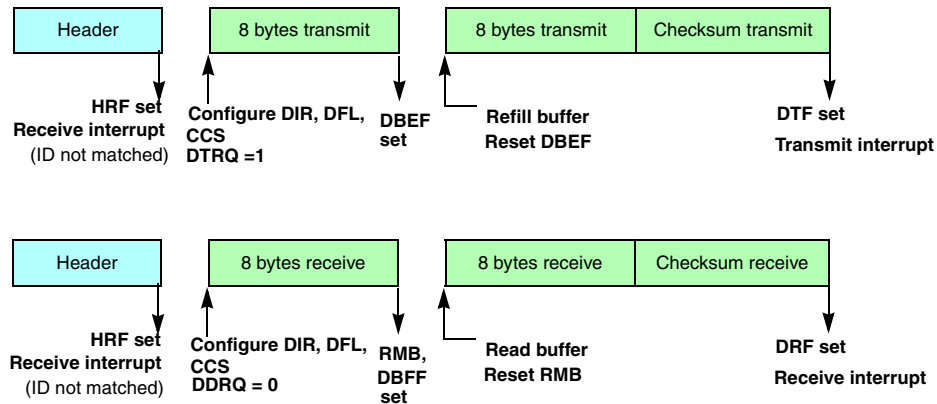 Header
8 bytes transmit
8 bytes transmit
Checksum transmit
HRF set
Receive interrupt
(ID not matched)
Configure DIR, DFL,
CCS
DTRQ =1
DBEF
set
Refill buffer
Reset DBEF
DTF set
Transmit interrupt
Header
8 bytes receive
8 bytes receive
Checksum receive
HRF set
Receive interrupt
(ID not matched)
Configure DIR, DFL,
CCS
DDRQ = 0
RMB,
DBFF
set
Read buffer
Reset RMB
DRF set
Receive interrupt